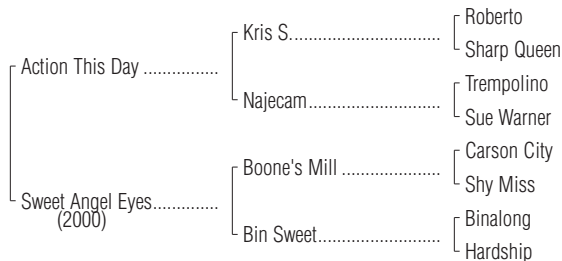 Roberto
Kris S.
Sharp Queen
Action This Day
Trempolino
Najecam
Sue Warner
Carson City
Boone's Mill
Shy Miss
Sweet Angel Eyes
(2000)
Binalong
Bin Sweet
Hardship